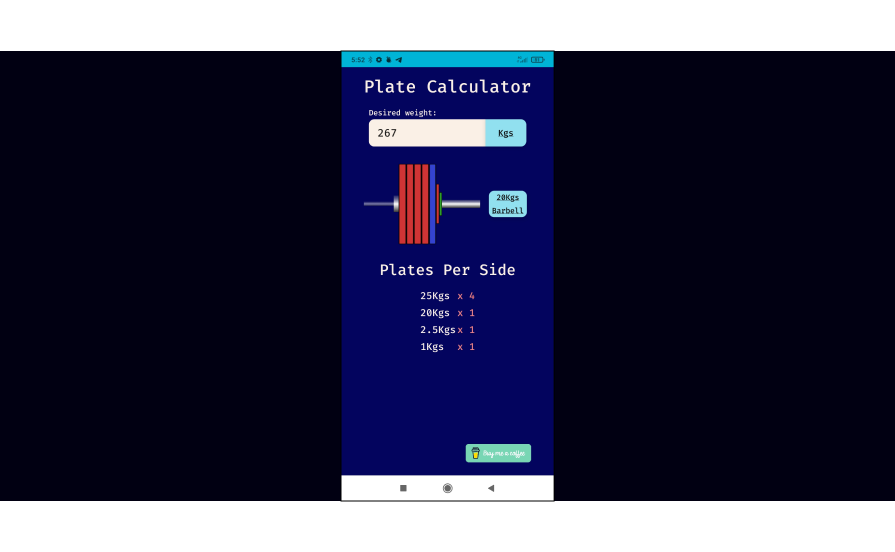 5:52
Plate Calculator
Desired weight:
267 Kgs
20Kgs
Barbell
Plates Per Side
25Kgs x 4
20Kgs x 1
2.5Kgs x 1
1Kgs x 1
Buy me a coffee